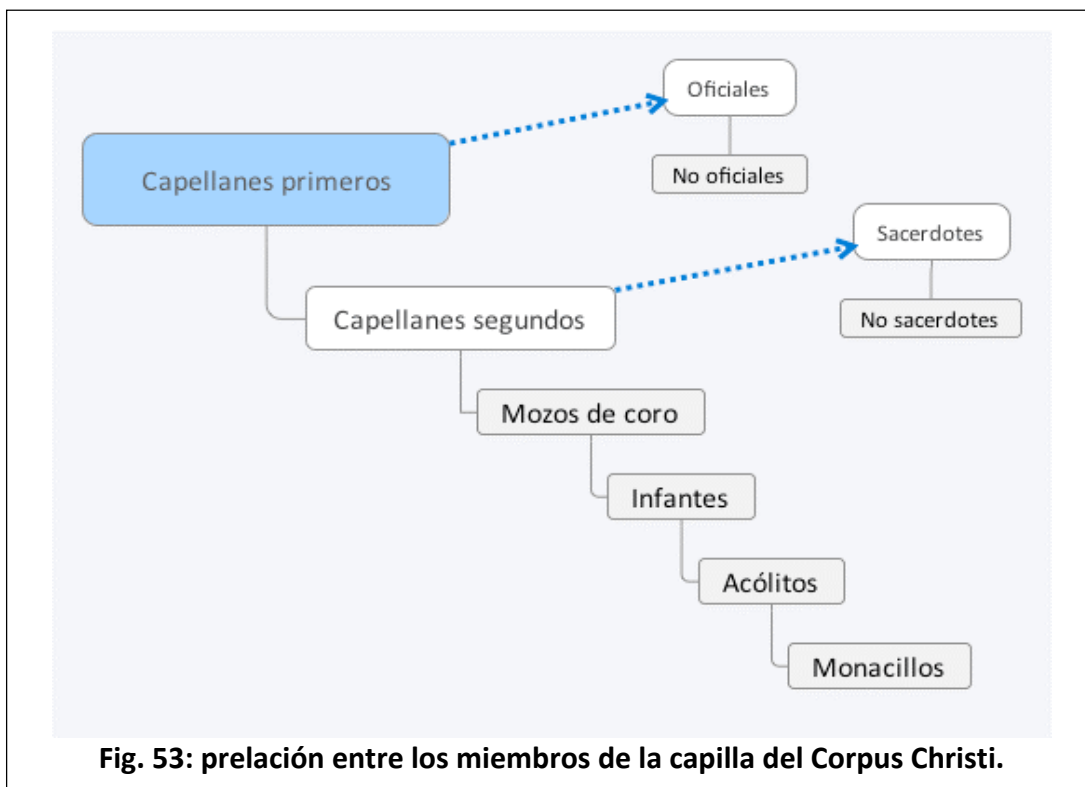 Oficiales
Capellanes primeros
No oficiales
Sacerdotes
Capellanes segundos
No sacerdotes
Mozos de coro
Infantes
Acólitos
Monacillos
Fig. 53: prelación entre los miembros de la capilla del Corpus Christi.